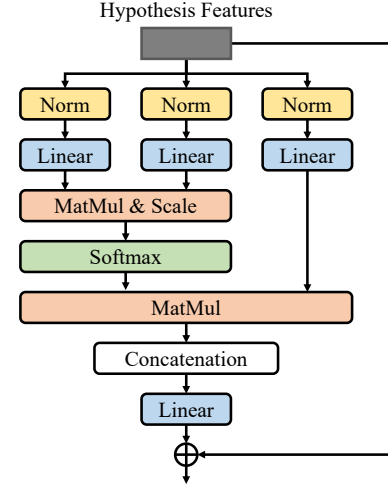 Hypothesis Features
Norm Norm Norm
Linear Linear Linear
MatMul & Scale
Softmax
MatMul
Concatenation
Linear